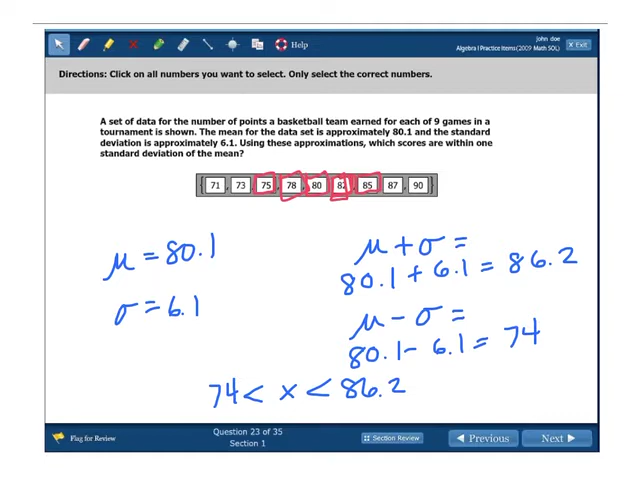 Help
john doe
Algebra I Practice Items (2009 Math SOL)
X Exit
Directions: Click on all numbers you want to select. Only select the correct numbers.
A set of data for the number of points a basketball team earned for each of 9 games in a
tournament is shown. The mean for the data set is approximately 80.1 and the standard
deviation is approximately 6.1. Using these approximations, which scores are within one
standard deviation of the mean?
{ 71 , 73 , 75 , 78 , 80 , 82 , 85 , 87 , 90 }
μ = 80.1
σ = 6.1
μ + σ =
80.1 + 6.1 = 86.2
μ - σ =
80.1 - 6.1 = 74
74 < x < 86.2
Flag for Review
Question 23 of 35
Section 1
Section Review
Previous
Next